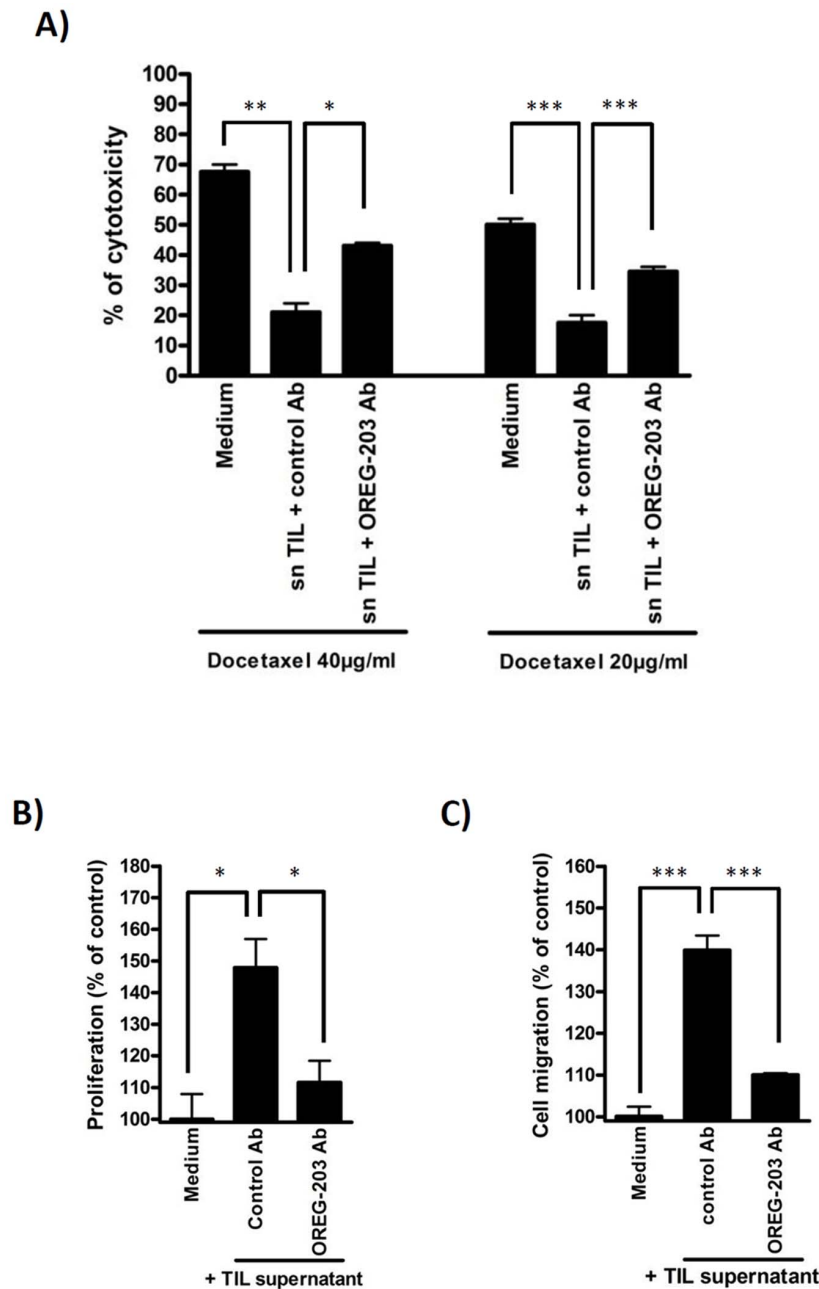 A)
% of cytotoxicity
100
90
80
70
60
50
40
30
20
10
0
**
*
***
***
Medium
sn TIL + control Ab
sn TIL + OREG-203 Ab
Medium
sn TIL + control Ab
sn TIL + OREG-203 Ab
Docetaxel 40µg/ml
Docetaxel 20µg/ml
B)
Proliferation (% of control)
180
170
160
150
140
130
120
110
100
*
*
Medium
Control Ab
OREG-203 Ab
+ TIL supernatant
C)
Cell migration (% of control)
160
150
140
130
120
110
100
***
***
Medium
control Ab
OREG-203 Ab
+ TIL supernatant